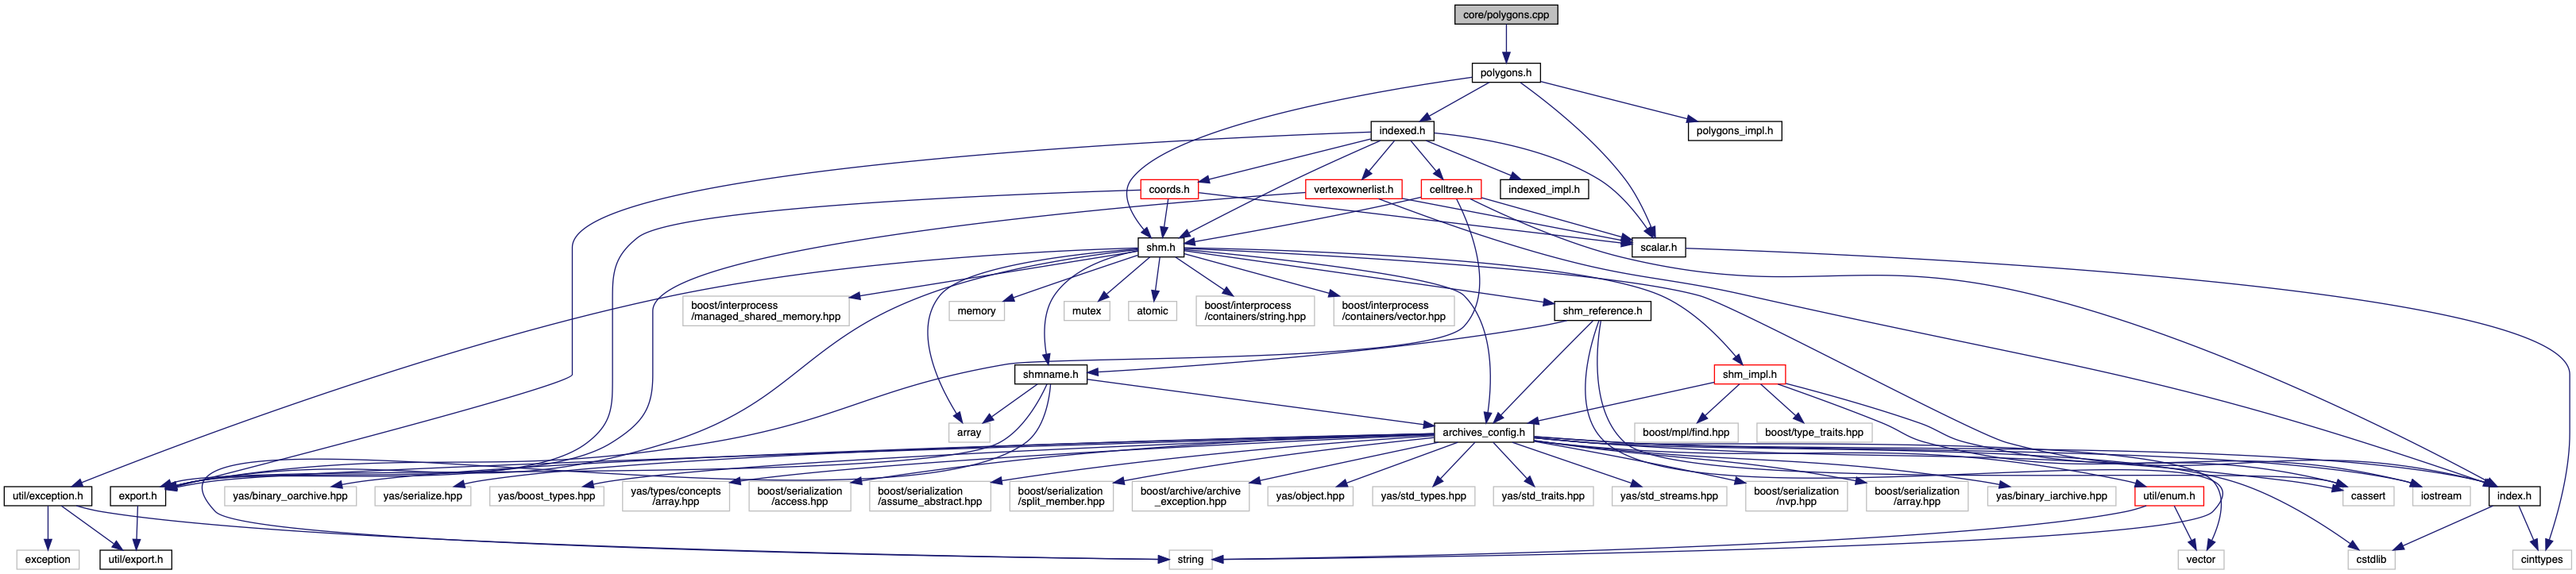 core/polygons.cpp
polygons.h
indexed.h
polygons_impl.h
coords.h
vertexownerlist.h
celltree.h
indexed_impl.h
shm.h
scalar.h
boost/interprocess
/managed_shared_memory.hpp
memory
mutex
atomic
boost/interprocess
/containers/string.hpp
boost/interprocess
/containers/vector.hpp
shm_reference.h
shmname.h
shm_impl.h
array
archives_config.h
boost/mpl/find.hpp
boost/type_traits.hpp
util/exception.h
export.h
yas/binary_oarchive.hpp
yas/serialize.hpp
yas/boost_types.hpp
yas/types/concepts
/array.hpp
boost/serialization
/access.hpp
boost/serialization
/assume_abstract.hpp
boost/serialization
/split_member.hpp
boost/archive/archive
_exception.hpp
yas/object.hpp
yas/std_types.hpp
yas/std_traits.hpp
yas/std_streams.hpp
boost/serialization
/nvp.hpp
boost/serialization
/array.hpp
yas/binary_iarchive.hpp
util/enum.h
cassert
iostream
index.h
exception
util/export.h
string
vector
cstdlib
cinttypes